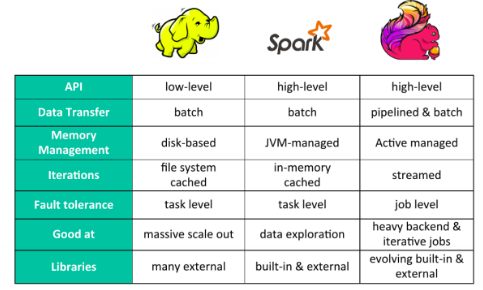 Spark
API low-level high-level high-level
Data Transfer batch batch pipelined & batch
Memory
Management disk-based JVM-managed Active managed
Iterations file system
cached in-memory
cached streamed
Fault tolerance task level task level job level
Good at massive scale out data exploration heavy backend &
iterative jobs
Libraries many external built-in & external evolving built-in &
external